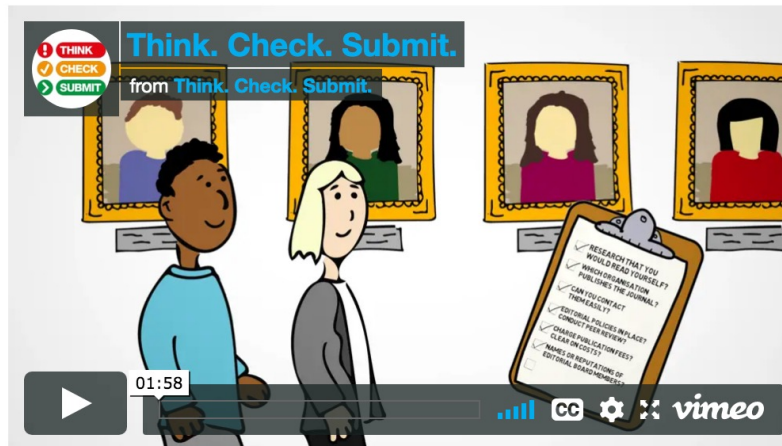 THINK
CHECK
SUBMIT
Think. Check. Submit.
from Think. Check. Submit.
RESEARCH THAT YOU
WOULD READ YOURSELF?
WHICH ORGANISATION
PUBLISHES THE JOURNAL?
CAN YOU CONTACT
THEM EASILY?
EDITORIAL POLICIES IN PLACE?
CONDUCT PEER REVIEW?
CHARGE PUBLICATION FEES?
CLEAR ON COSTS?
NAMES OR REPUTATIONS OF
EDITORIAL BOARD MEMBERS?
01:58
CC
vimeo